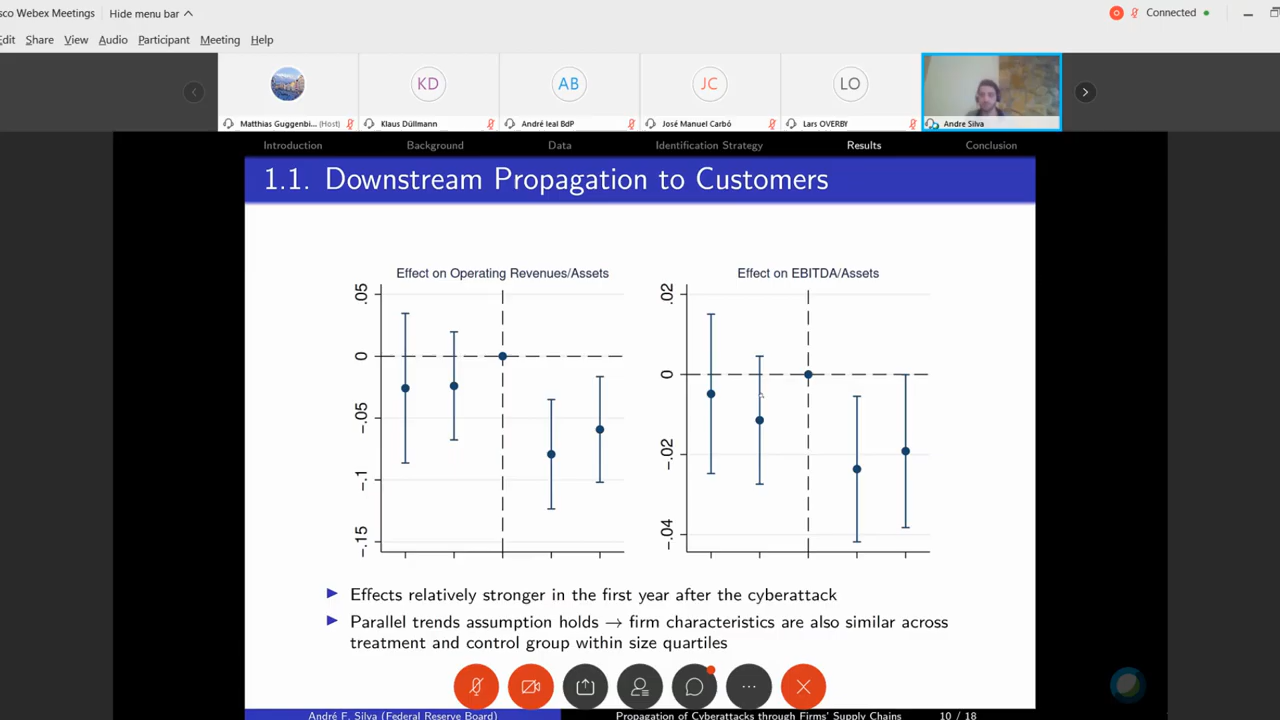 sco Webex Meetings
Hide menu bar
Connected
dit Share View Audio Participant Meeting Help
KD AB JC LO
Matthias Guggenbi... (Host) Klaus Düllmann André leal BdP José Manuel Carbó Lars OVERBY Andre Silva
Introduction Background Data Identification Strategy Results Conclusion
1.1. Downstream Propagation to Customers
Effect on Operating Revenues/Assets
.05
0
-.05
-.1
-.15
Effect on EBITDA/Assets
.02
0
-.02
-.04
Effects relatively stronger in the first year after the cyberattack
Parallel trends assumption holds → firm characteristics are also similar across
treatment and control group within size quartiles
André F. Silva (Federal Reserve Board) Propagation of Cyberattacks through Firms' Supply Chains 10 / 18